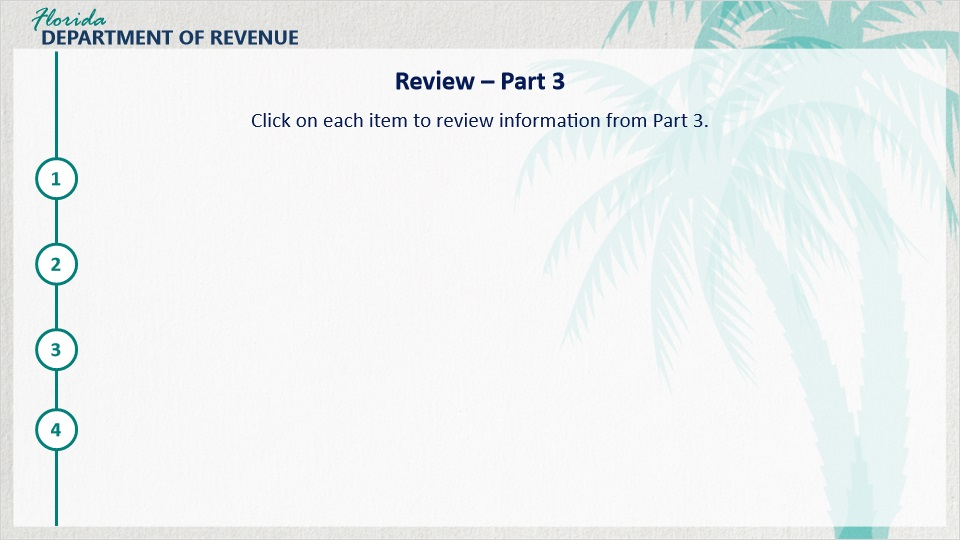 Florida
DEPARTMENT OF REVENUE
Review – Part 3
Click on each item to review information from Part 3.
1
2
3
4